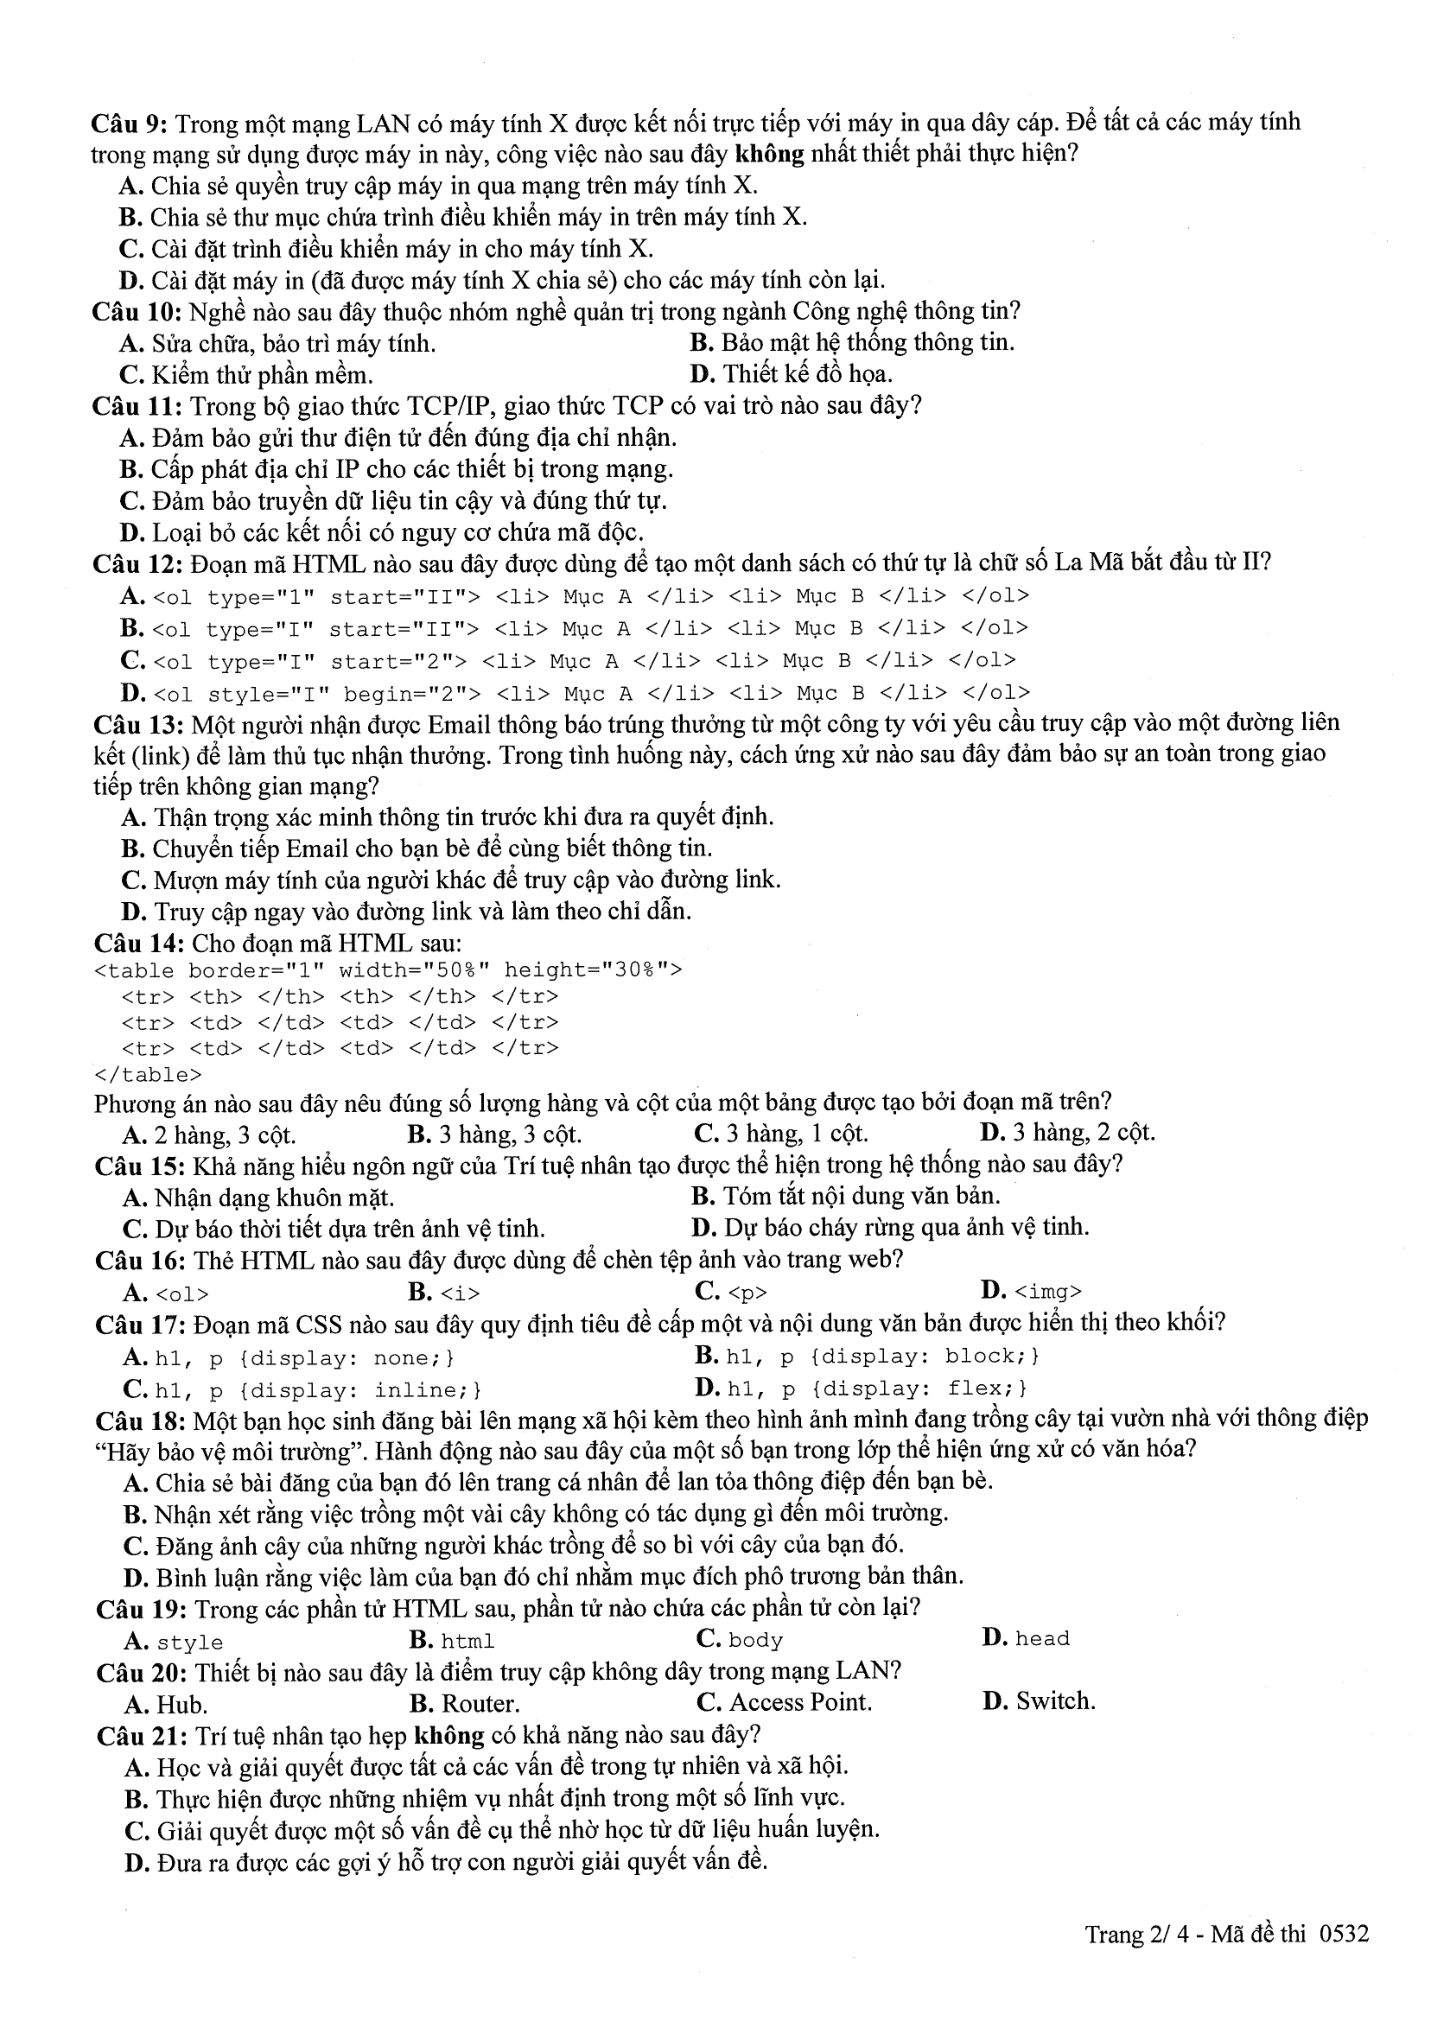 Câu 9: Trong một mạng LAN có máy tính X được kết nối trực tiếp với máy in qua dây cáp. Để tất cả các máy tính
trong mạng sử dụng được máy in này, công việc nào sau đây không nhất thiết phải thực hiện?
A. Chia sẻ quyền truy cập máy in qua mạng trên máy tính X.
B. Chia sẻ thư mục chứa trình điều khiển máy in trên máy tính X.
C. Cài đặt trình điều khiển máy in cho máy tính X.
D. Cài đặt máy in (đã được máy tính X chia sẻ) cho các máy tính còn lại.
Câu 10: Nghề nào sau đây thuộc nhóm nghề quản trị trong ngành Công nghệ thông tin?
A. Sửa chữa, bảo trì máy tính. B. Bảo mật hệ thống thông tin.
C. Kiểm thử phần mềm. D. Thiết kế đồ họa.
Câu 11: Trong bộ giao thức TCP/IP, giao thức TCP có vai trò nào sau đây?
A. Đảm bảo gửi thư điện tử đến đúng địa chỉ nhận.
B. Cấp phát địa chỉ IP cho các thiết bị trong mạng.
C. Đảm bảo truyền dữ liệu tin cậy và đúng thứ tự.
D. Loại bỏ các kết nối có nguy cơ chứa mã độc.
Câu 12: Đoạn mã HTML nào sau đây được dùng để tạo một danh sách có thứ tự là chữ số La Mã bắt đầu từ II?
A. <ol type="1" start="II"> <li> Mục A </li> <li> Mục B </li> </ol>
B. <ol type="I" start="II"> <li> Mục A </li> <li> Mục B </li> </ol>
C. <ol type="I" start="2"> <li> Mục A </li> <li> Mục B </li> </ol>
D. <ol style="I" begin="2"> <li> Mục A </li> <li> Mục B </li> </ol>
Câu 13: Một người nhận được Email thông báo trúng thưởng từ một công ty với yêu cầu truy cập vào một đường liên
kết (link) để làm thủ tục nhận thưởng. Trong tình huống này, cách ứng xử nào sau đây đảm bảo sự an toàn trong giao
tiếp trên không gian mạng?
A. Thận trọng xác minh thông tin trước khi đưa ra quyết định.
B. Chuyển tiếp Email cho bạn bè để cùng biết thông tin.
C. Mượn máy tính của người khác để truy cập vào đường link.
D. Truy cập ngay vào đường link và làm theo chỉ dẫn.
Câu 14: Cho đoạn mã HTML sau:
<table border="1" width="50%" height="30%">
<tr> <th> </th> <th> </th> </tr>
<tr> <td> </td> <td> </td> </tr>
<tr> <td> </td> <td> </td> </tr>
</table>
Phương án nào sau đây nêu đúng số lượng hàng và cột của một bảng được tạo bởi đoạn mã trên?
A. 2 hàng, 3 cột. B. 3 hàng, 3 cột. C. 3 hàng, 1 cột. D. 3 hàng, 2 cột.
Câu 15: Khả năng hiểu ngôn ngữ của Trí tuệ nhân tạo được thể hiện trong hệ thống nào sau đây?
A. Nhận dạng khuôn mặt. B. Tóm tắt nội dung văn bản.
C. Dự báo thời tiết dựa trên ảnh vệ tinh. D. Dự báo cháy rừng qua ảnh vệ tinh.
Câu 16: Thẻ HTML nào sau đây được dùng để chèn tệp ảnh vào trang web?
A. <ol> B. <i> C. <p> D. <img>
Câu 17: Đoạn mã CSS nào sau đây quy định tiêu đề cấp một và nội dung văn bản được hiển thị theo khối?
A. h1, p {display: none;} B. h1, p {display: block;}
C. h1, p {display: inline;} D. h1, p {display: flex;}
Câu 18: Một bạn học sinh đăng bài lên mạng xã hội kèm theo hình ảnh mình đang trồng cây tại vườn nhà với thông điệp
“Hãy bảo vệ môi trường”. Hành động nào sau đây của một số bạn trong lớp thể hiện ứng xử có văn hóa?
A. Chia sẻ bài đăng của bạn đó lên trang cá nhân để lan tỏa thông điệp đến bạn bè.
B. Nhận xét rằng việc trồng một vài cây không có tác dụng gì đến môi trường.
C. Đăng ảnh cây của những người khác trồng để so bì với cây của bạn đó.
D. Bình luận rằng việc làm của bạn đó chỉ nhằm mục đích phô trương bản thân.
Câu 19: Trong các phần tử HTML sau, phần tử nào chứa các phần tử còn lại?
A. style B. html C. body D. head
Câu 20: Thiết bị nào sau đây là điểm truy cập không dây trong mạng LAN?
A. Hub. B. Router. C. Access Point. D. Switch.
Câu 21: Trí tuệ nhân tạo hẹp không có khả năng nào sau đây?
A. Học và giải quyết được tất cả các vấn đề trong tự nhiên và xã hội.
B. Thực hiện được những nhiệm vụ nhất định trong một số lĩnh vực.
C. Giải quyết được một số vấn đề cụ thể nhờ học từ dữ liệu huấn luyện.
D. Đưa ra được các gợi ý hỗ trợ con người giải quyết vấn đề.
Trang 2/ 4 - Mã đề thi 0532